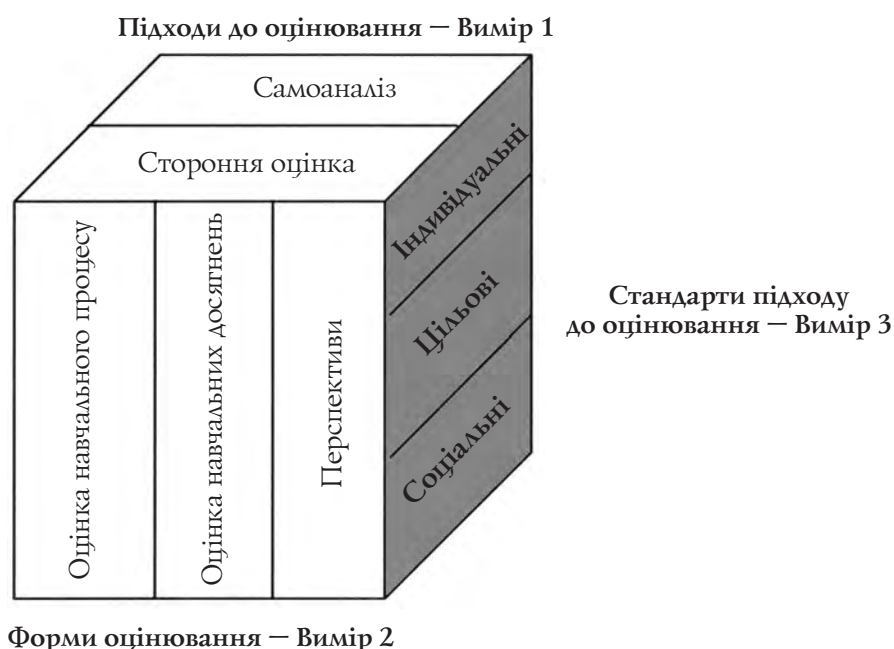 Підходи до оцінювання — Вимір 1
Самоаналіз
Стороння оцінка
Оцінка навчального процесу
Оцінка навчальних досягнень
Перспективи
Індивідуальні
Цільові
Соціальні
Стандарти підходу
до оцінювання — Вимір 3
Форми оцінювання — Вимір 2